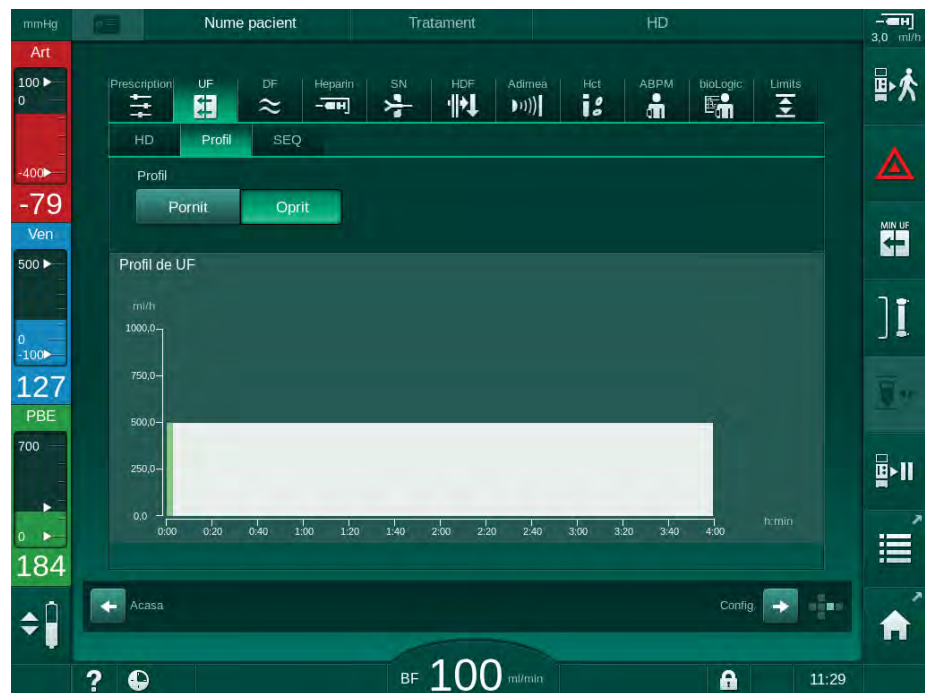 mmHg Nume pacient Tratament HD
3,0 ml/h
Art
100
0
-400
-79
Ven
500
0
-100
127
PBE
700
0
184
Prescription UF DF Heparin SN HDF Adimea Hct ABPM bioLogic Limits
HD Profil SEQ
Profil
Pornit Oprit
Profil de UF
ml/h
1000,0
750,0
500,0
250,0
0,0
0:00 0:20 0:40 1:00 1:20 1:40 2:00 2:20 2:40 3:00 3:20 3:40 4:00 h:min
Acasa Config.
MIN UF
? BF 100 ml/min 11:29